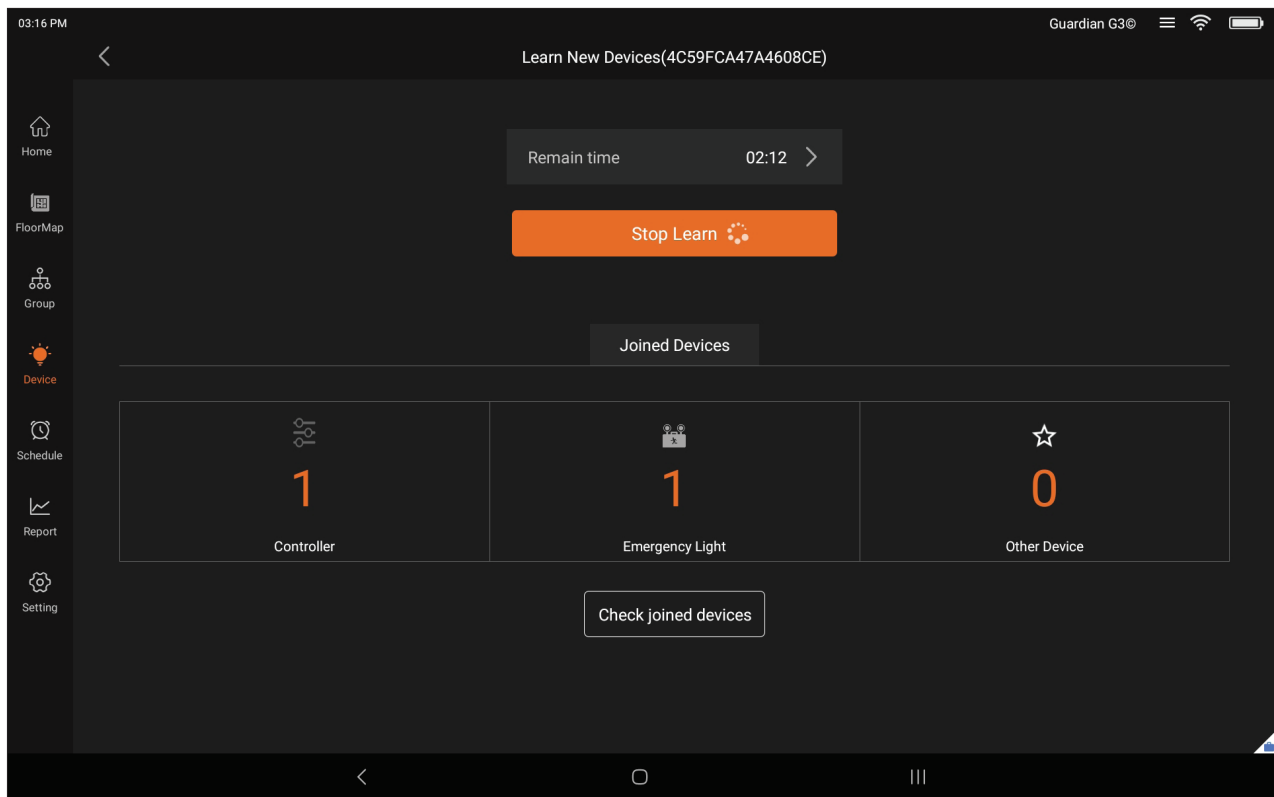 03:16 PM
Guardian G3©
Learn New Devices(4C59FCA47A4608CE)
Home
FloorMap
Group
Device
Schedule
Report
Setting
Remain time 02:12
Stop Learn
Joined Devices
1 1 0
Controller Emergency Light Other Device
Check joined devices